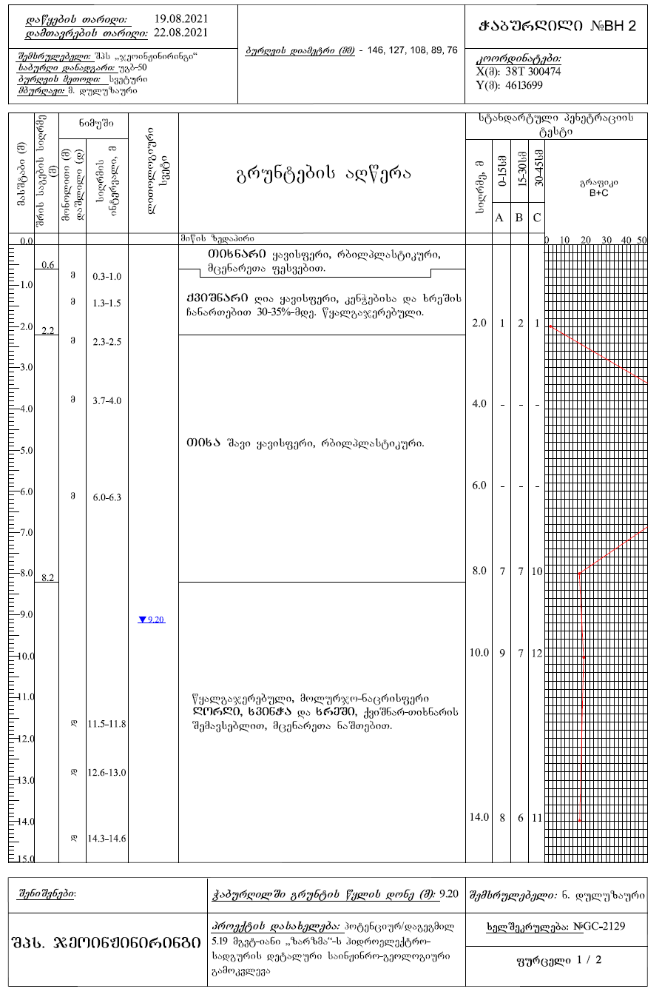 დაწყების თარიღი: 19.08.2021
დამთავრების თარიღი: 22.08.2021
ბურღვის დიამეტრი (მმ) - 146, 127, 108, 89, 76
ჭაბურღილი №BH 2
შემსრულებელი: შპს „ჯეოინჟინირინგი“
საბურღი დანადგარი: უგბ-50
ბურღვის მეთოდი: სვეტური
მბურღავი: მ. დულუზაური
კოორდინატები:
X(მ): 38T 300474
Y(მ): 4613699
მასშტაბი (მ)
შრის საგების სიღრმე (მ)
ნიმუში
მონოლითი (მ)
დაშლილი (დ)
სიღრმის
ინტერვალი, მ
ლითოლოგიური
სვეტი
გრუნტების აღწერა
სტანდარტული პენეტრაციის
ტესტი
სიღრმე, მ
0-15სმ
15-30სმ
30-45სმ
A B C
გრაფიკი
B+C
0.0 მიწის ზედაპირი 0 10 20 30 40 50
თიხნარი ყავისფერი, რბილპლასტიკური,
მცენარეთა ფესვებით.
0.6
მ 0.3-1.0
1.0
ქვიშნარი ღია ყავისფერი, კენჭებისა და ხრეშის
ჩანართებით 30-35%-მდე. წყალგაჯერებული.
მ 1.3-1.5
2.0 2.0 1 2 1
2.2
მ 2.3-2.5
3.0
მ 3.7-4.0
4.0 4.0 - - -
თიხა შავი ყავისფერი, რბილპლასტიკური.
5.0
6.0 6.0 - - -
მ 6.0-6.3
7.0
8.0 8.0 7 7 10
8.2
9.0
▼9.20
10.0 10.0 9 7 12
11.0
წყალგაჯერებული, მოლურჯო-ნაცრისფერი
ღორღი, ხვინჭა და ხრეში, ქვიშნარ-თიხნარის
შემავსებლით, მცენარეთა ნაშთებით.
დ 11.5-11.8
12.0
დ 12.6-13.0
13.0
14.0 14.0 8 6 11
დ 14.3-14.6
15.0
შენიშვნები:
ჭაბურღილში გრუნტის წყლის დონე (მ): 9.20
შემსრულებელი: ნ. დულუზაური
შპს. ჯეოინჟინირინგი
პროექტის დასახელება: პოტენციურ/დაგეგმილ
5.19 მგვტ-იანი „ზარზმა“-ს ჰიდროელექტრო-
სადგურის დეტალური საინჟინრო-გეოლოგიური
გამოკვლევა
ხელშეკრულება: №GC-2129
ფურცელი 1 / 2